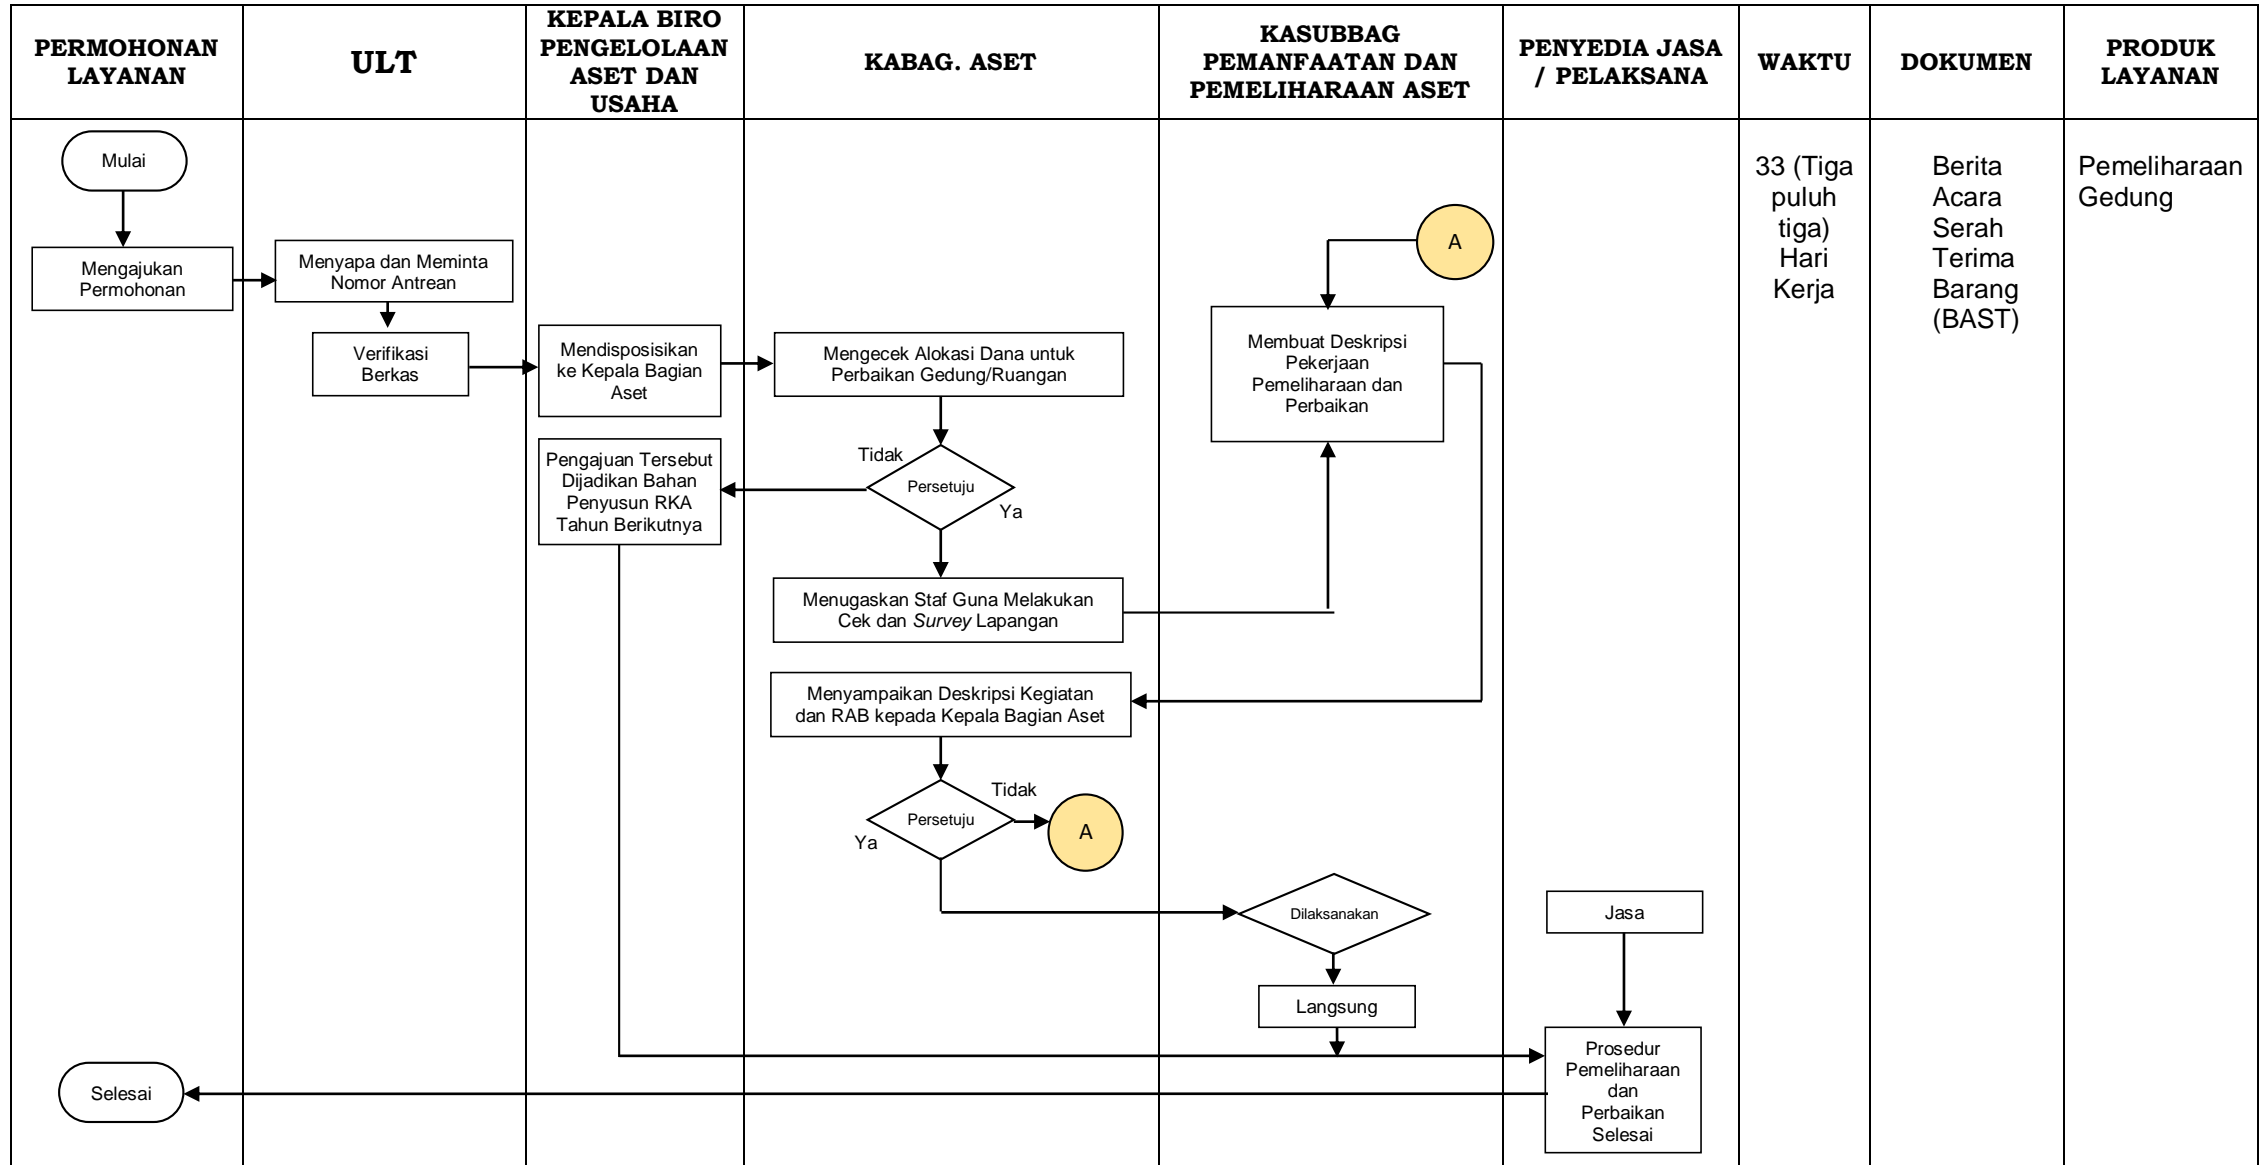 PERMOHONAN
LAYANAN
ULT
KEPALA BIRO
PENGELOLAAN
ASET DAN
USAHA
KABAG. ASET
KASUBBAG
PEMANFAATAN DAN
PEMELIHARAAN ASET
PENYEDIA JASA
/ PELAKSANA
WAKTU
DOKUMEN
PRODUK
LAYANAN
Mulai
Mengajukan
Permohonan
Menyapa dan Meminta
Nomor Antrean
Verifikasi
Berkas
Mendisposisikan
ke Kepala Bagian
Aset
Mengecek Alokasi Dana untuk
Perbaikan Gedung/Ruangan
Tidak
Persetuju
Ya
Pengajuan Tersebut
Dijadikan Bahan
Penyusun RKA
Tahun Berikutnya
Menugaskan Staf Guna Melakukan
Cek dan Survey Lapangan
A
Membuat Deskripsi
Pekerjaan
Pemeliharaan dan
Perbaikan
Menyampaikan Deskripsi Kegiatan
dan RAB kepada Kepala Bagian Aset
Tidak
Persetuju
Ya
A
Dilaksanakan
Langsung
Jasa
Prosedur
Pemeliharaan
dan
Perbaikan
Selesai
Selesai
33 (Tiga
puluh
tiga)
Hari
Kerja
Berita
Acara
Serah
Terima
Barang
(BAST)
Pemeliharaan
Gedung